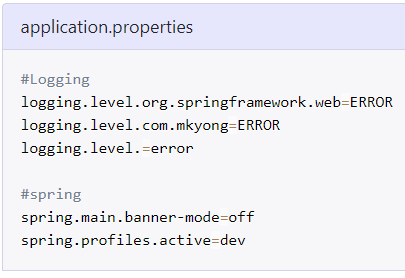 application.properties
#Logging
logging.level.org.springframework.web=ERROR
logging.level.com.mkyong=ERROR
logging.level.=error
#spring
spring.main.banner-mode=off
spring.profiles.active=dev